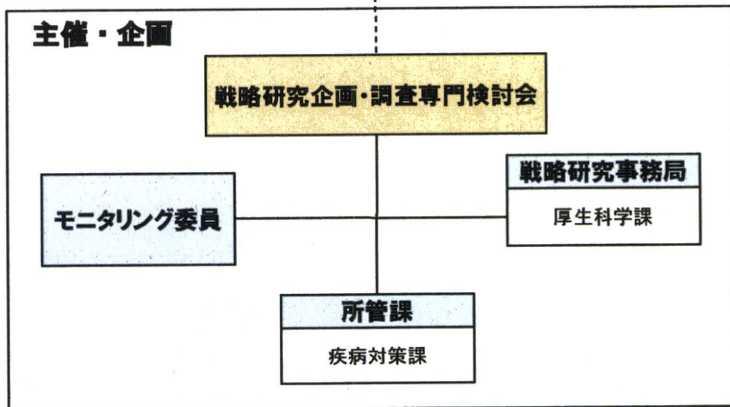 主催・企画
戦略研究企画・調査専門検討会
戦略研究事務局
厚生科学課
モニタリング委員
所管課
疾病対策課